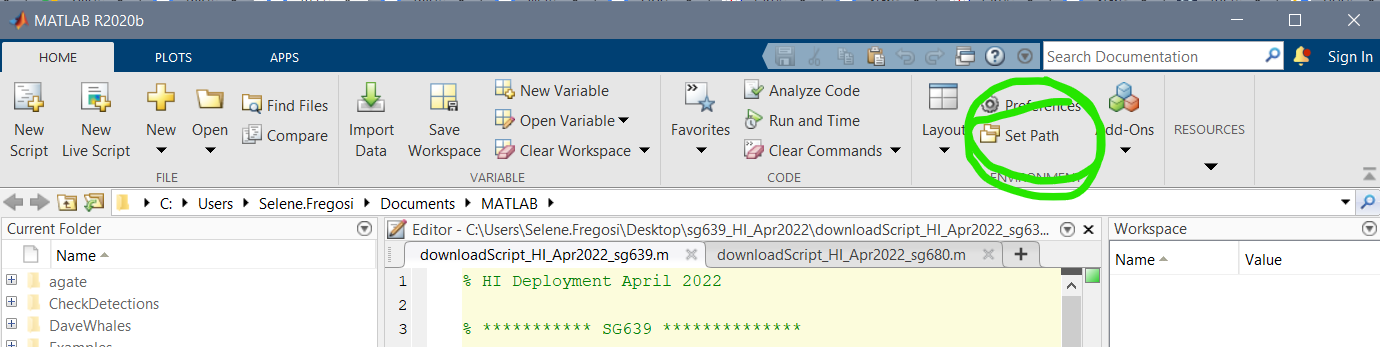 MATLAB R2020b
HOME PLOTS APPS Search Documentation Sign In
New Script
New Live Script
New
Open
Find Files
Compare
FILE
Import Data
Save Workspace
New Variable
Open Variable
Clear Workspace
VARIABLE
Favorites
Analyze Code
Run and Time
Clear Commands
CODE
Layout
Preferences
Set Path
Add-Ons
ENVIRONMENT
RESOURCES
C: Users Selene.Fregosi Documents MATLAB
Current Folder
Name
agate
CheckDetections
DaveWhales
Examples
Editor - C:\Users\Selene.Fregosi\Desktop\sg639_HI_Apr2022\downloadScript_HI_Apr2022_sg63...
downloadScript_HI_Apr2022_sg639.m downloadScript_HI_Apr2022_sg680.m
1 % HI Deployment April 2022
2
3 % *********** SG639 **************
Workspace
Name Value